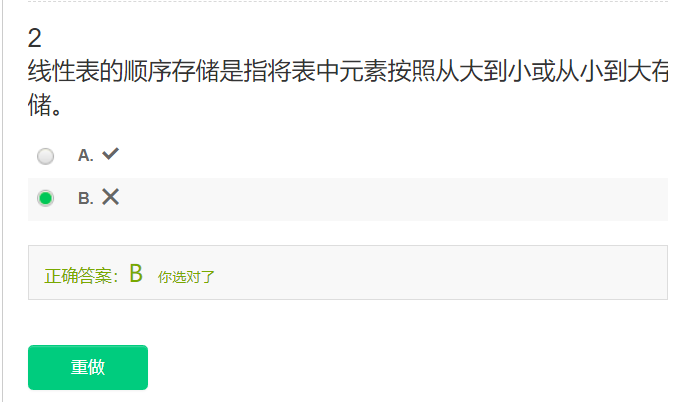 2
线性表的顺序存储是指将表中元素按照从大到小或从小到大存
储。
A. ✓
B. ✕
正确答案： B 你选对了
重做